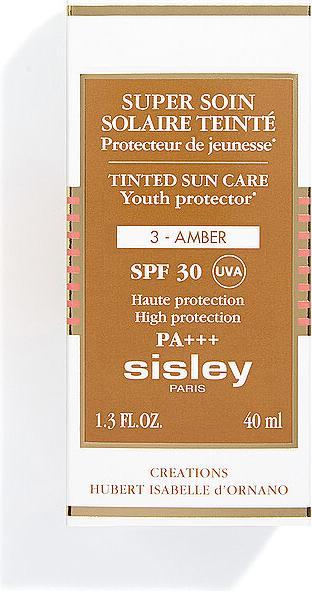 SUPER SOIN
SOLAIRE TEINTÉ
Protecteur de jeunesse*
TINTED SUN CARE
Youth protector*
3 - AMBER
SPF 30 UVA
Haute protection
High protection
PA+++
sisley
PARIS
1.3 FL.OZ. 40 ml
CREATIONS
HUBERT ISABELLE d'ORNANO